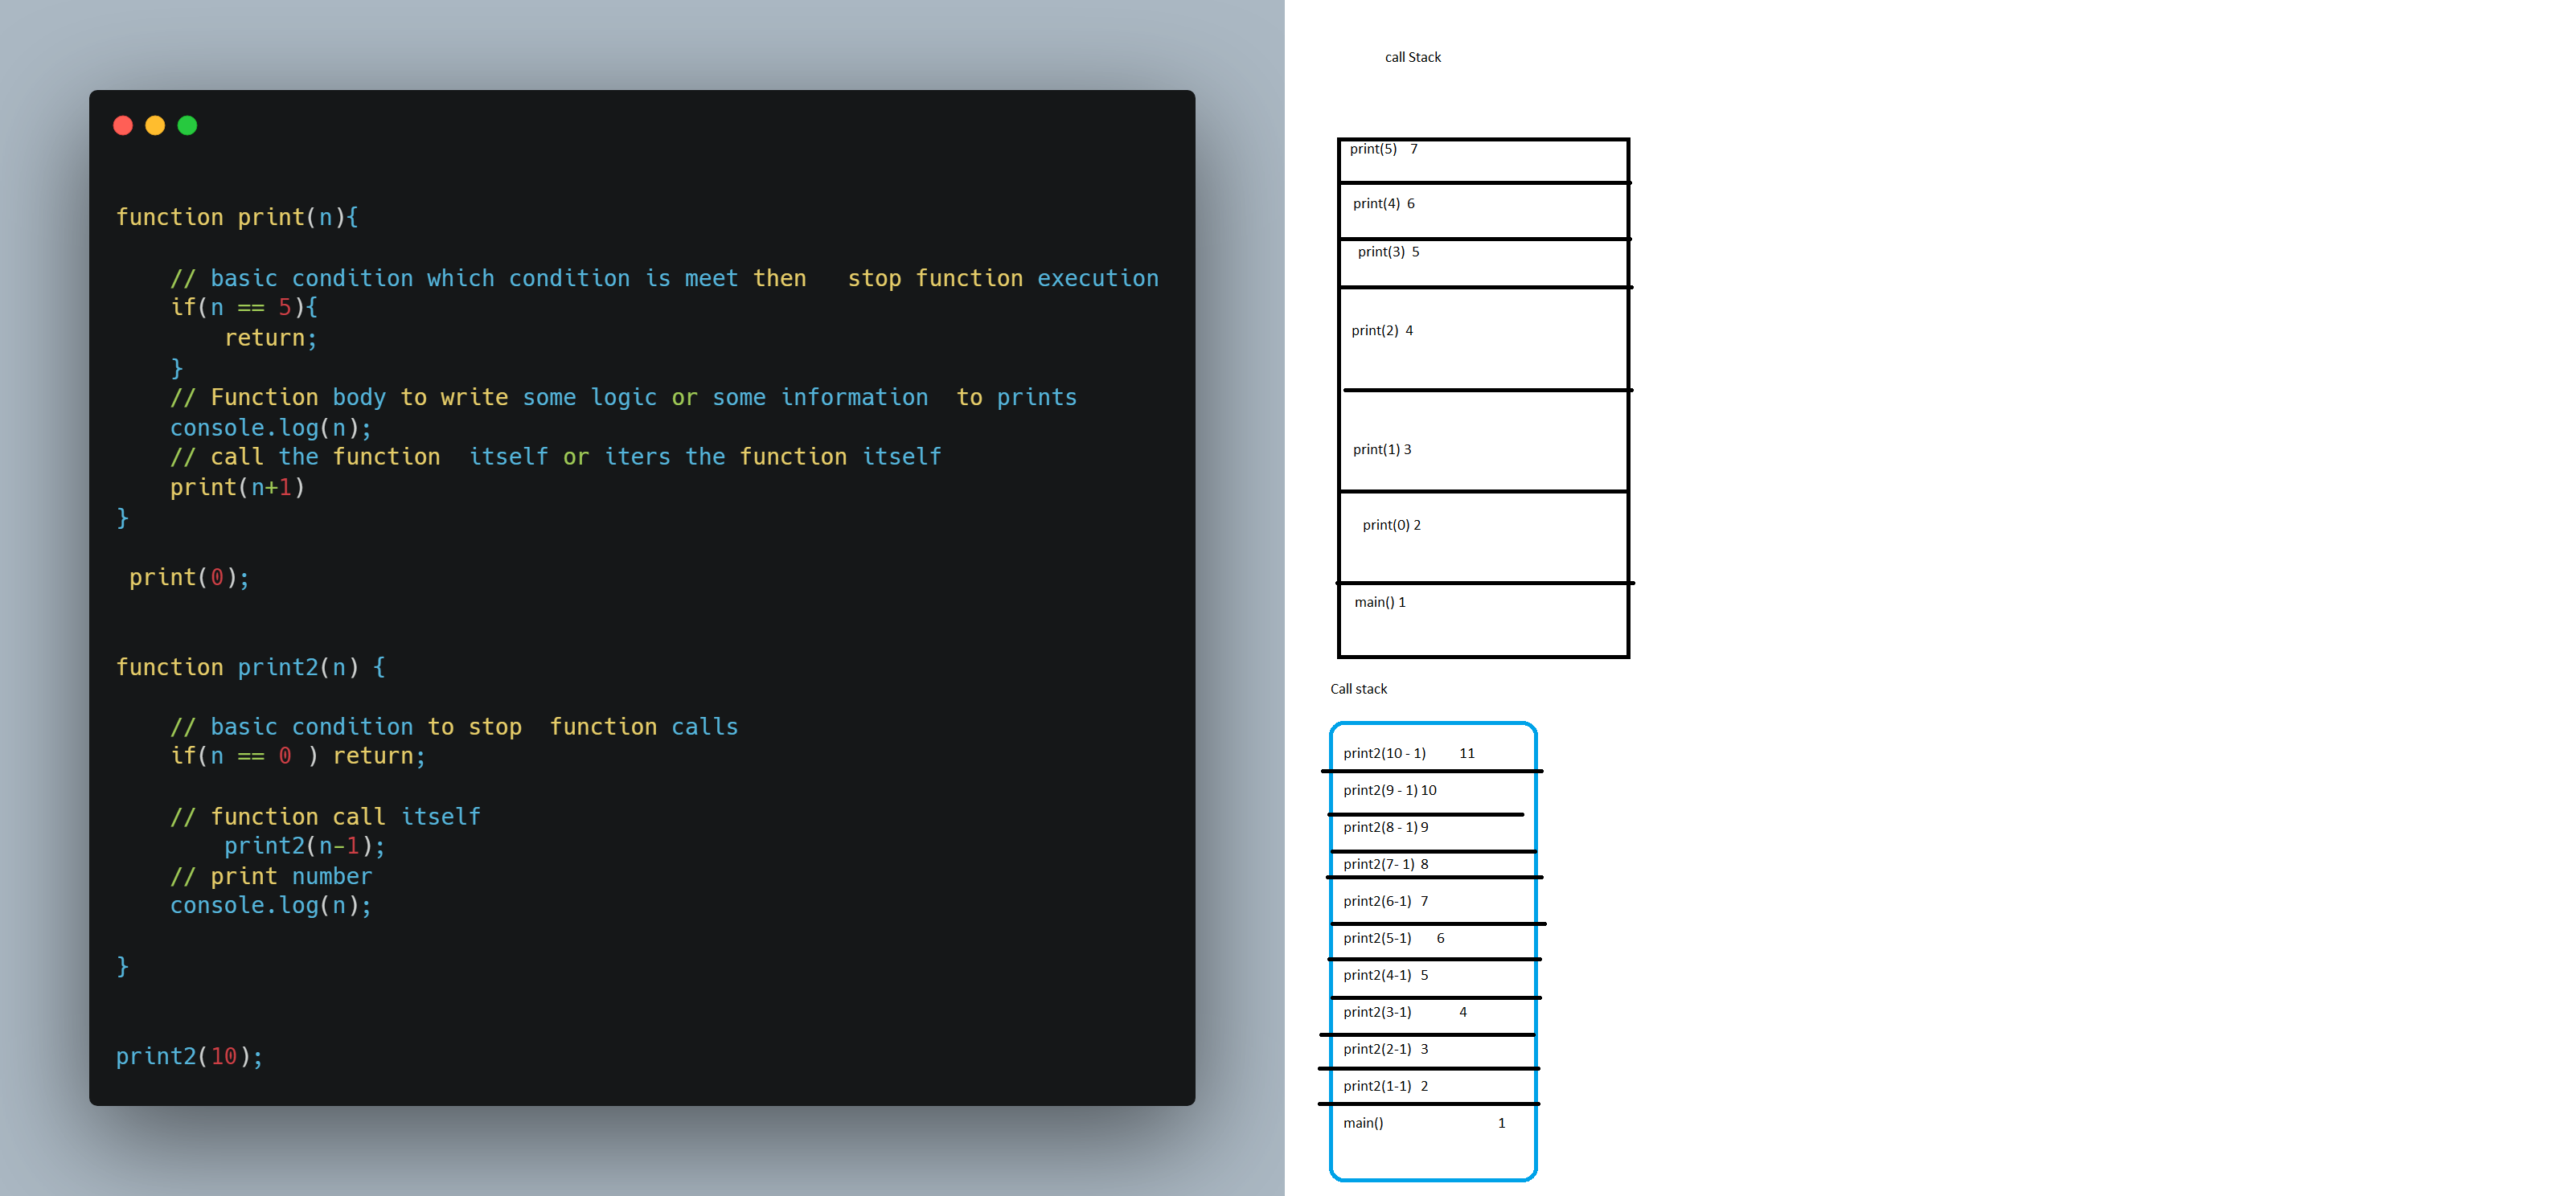 function print(n){
// basic condition which condition is meet then   stop function execution
if(n == 5){
return;
}
// Function body to write some logic or some information  to prints
console.log(n);
// call the function  itself or iters the function itself
print(n+1)
}
print(0);
function print2(n) {
// basic condition to stop  function calls
if(n == 0 ) return;
// function call itself
print2(n-1);
// print number
console.log(n);
}
print2(10);
call Stack
print(5) 7
print(4) 6
print(3) 5
print(2) 4
print(1) 3
print(0) 2
main() 1
Call stack
print2(10 - 1) 11
print2(9 - 1) 10
print2(8 - 1) 9
print2(7- 1) 8
print2(6-1) 7
print2(5-1) 6
print2(4-1) 5
print2(3-1) 4
print2(2-1) 3
print2(1-1) 2
main() 1